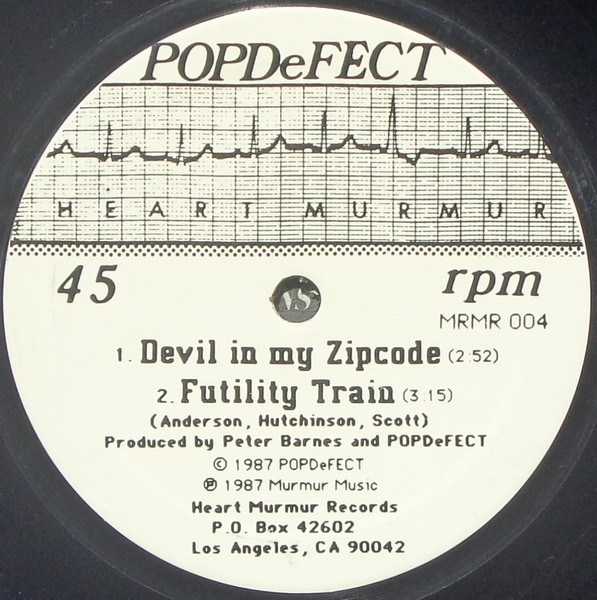 POPDeFECT
HEART MURMUR
45 rpm
VS
MRMR 004
1. Devil in my Zipcode (2:52)
2. Futility Train (3:15)
(Anderson, Hutchinson, Scott)
Produced by Peter Barnes and POPDeFECT
© 1987 POPDeFECT
℗ 1987 Murmur Music
Heart Murmur Records
P.O. Box 42602
Los Angeles, CA 90042